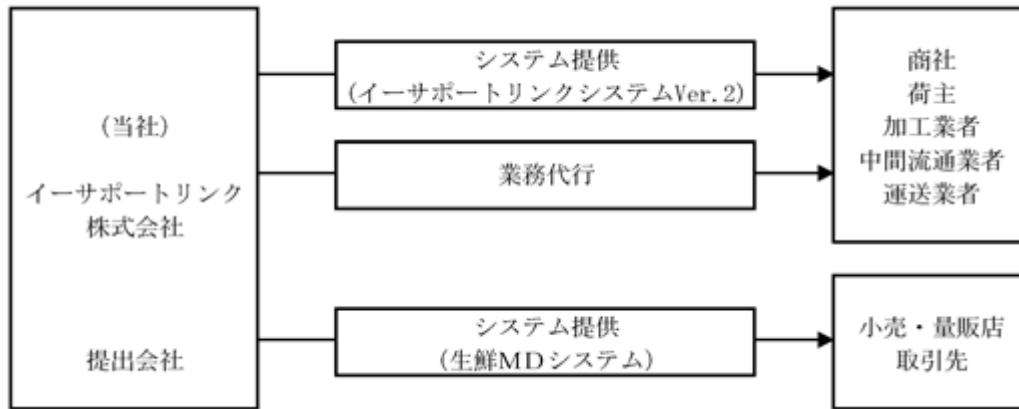 (当社)
イーサポートリンク
株式会社
提出会社
システム提供
(イーサポートリンクシステムVer.2)
業務代行
システム提供
(生鮮MDシステム)
商社
荷主
加工業者
中間流通業者
運送業者
小売・量販店
取引先